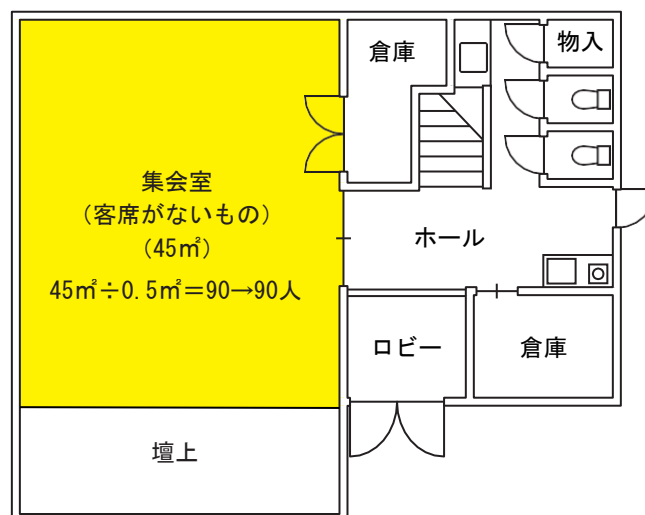 倉庫
物入
集会室
（客席がないもの）
（45㎡）
45㎡÷0.5㎡＝90→90人
ホール
ロビー
倉庫
壇上